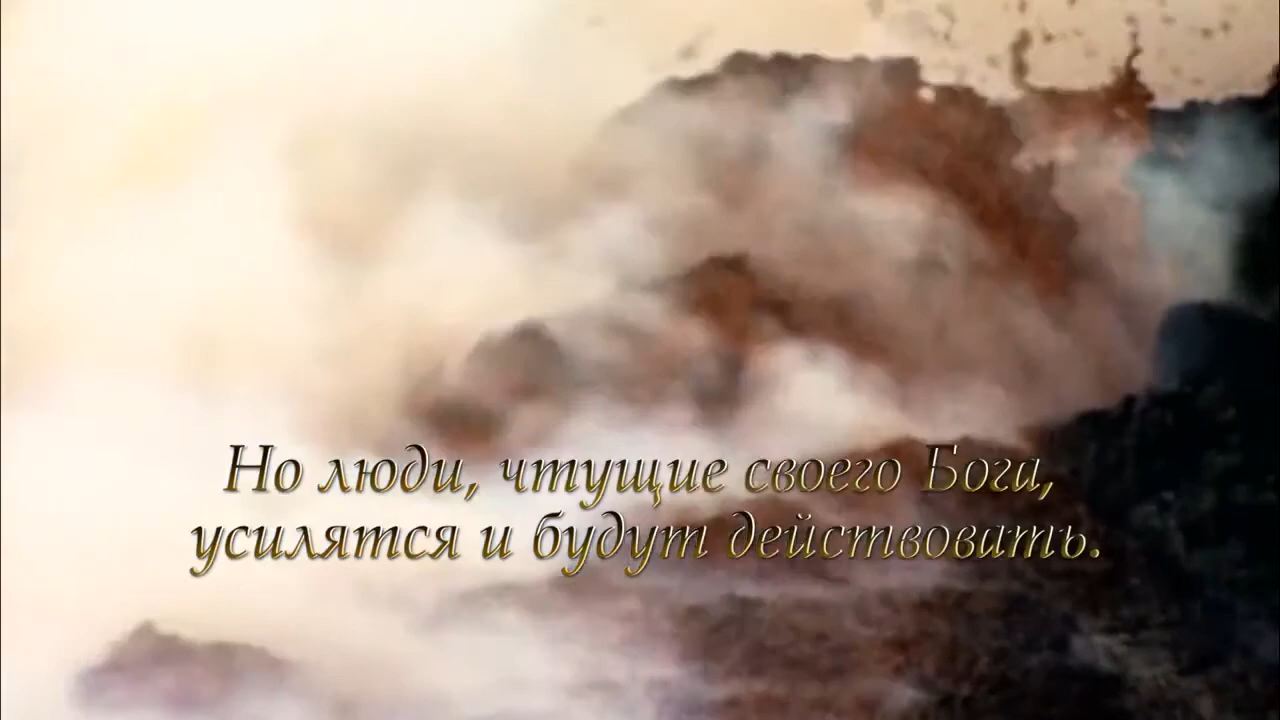 Но люди, чтущие своего Бога,
усилятся и будут действовать.